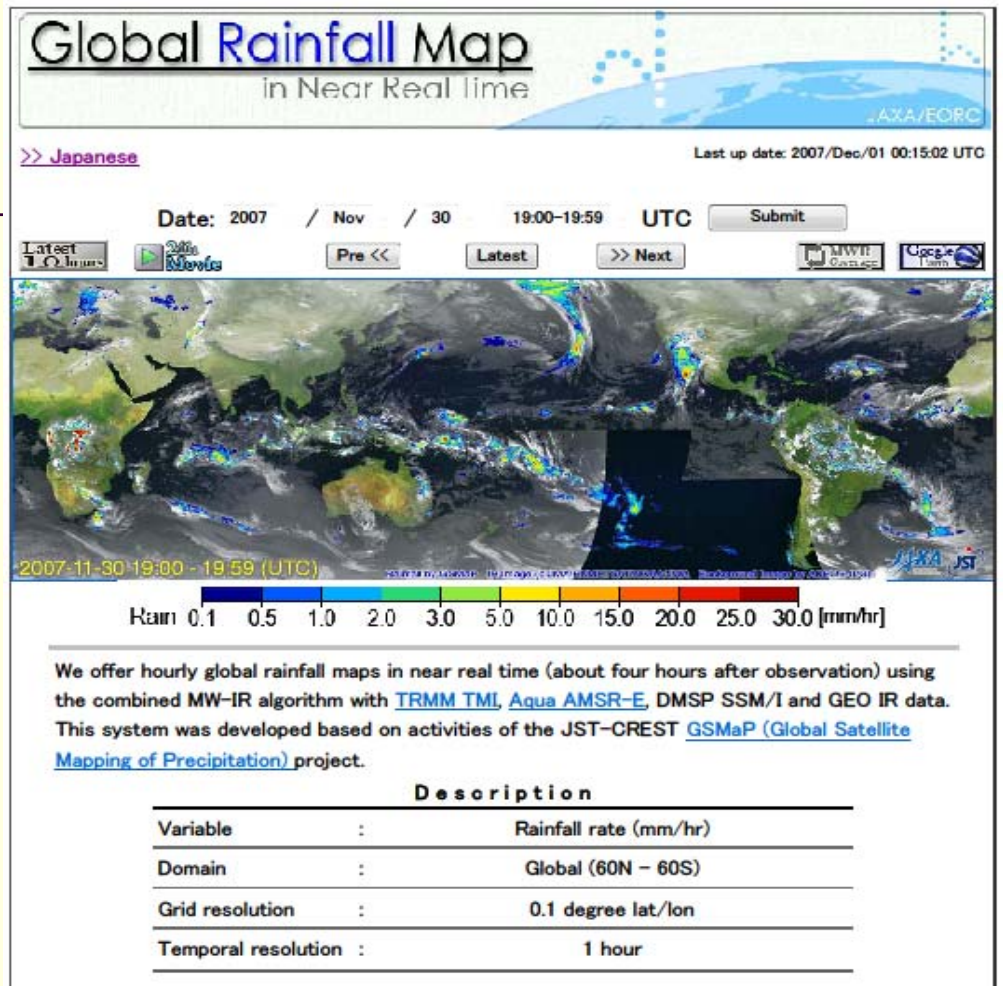 Global Rainfall Map
in Near Real Time
JAXA/EORC
>> Japanese
Last up date: 2007/Dec/01 00:15:02 UTC
Date: 2007 / Nov / 30 19:00-19:59 UTC Submit
Latest
hours
Movie
Pre <<
Latest
>> Next
MWR
Google
2007-11-30 19:00 - 19:59 (UTC)
JAXA JST
Rain 0.1 0.5 1.0 2.0 3.0 5.0 10.0 15.0 20.0 25.0 30.0 [mm/hr]
We offer hourly global rainfall maps in near real time (about four hours after observation) using
the combined MW-IR algorithm with TRMM TMI, Aqua AMSR-E, DMSP SSM/I and GEO IR data.
This system was developed based on activities of the JST-CREST GSMaP (Global Satellite
Mapping of Precipitation) project.
Description
Variable : Rainfall rate (mm/hr)
Domain : Global (60N - 60S)
Grid resolution : 0.1 degree lat/lon
Temporal resolution : 1 hour